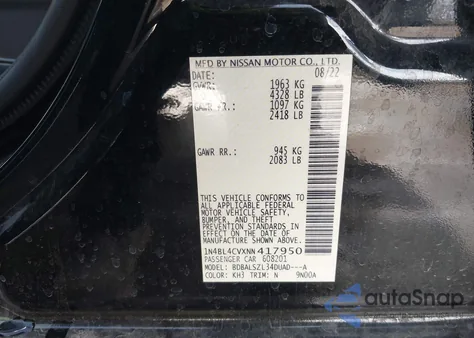 MFD BY NISSAN MOTOR CO., LTD.
DATE: 08/22
GVWR: 1963 KG
4328 LB
GAWR FR.: 1097 KG
2418 LB
GAWR RR.: 945 KG
2083 LB
THIS VEHICLE CONFORMS TO
ALL APPLICABLE FEDERAL
MOTOR VEHICLE SAFETY,
BUMPER, AND THEFT
PREVENTION STANDARDS
IN EFFECT ON THE DATE OF
MANUFACTURE SHOWN ABOVE.
1N4BL4CVXNN417950
PASSENGER CAR 608201
MODEL: BDBALSZL34DUAD---A
COLOR: KH3 TRIM: N 9N00A
autoSnap